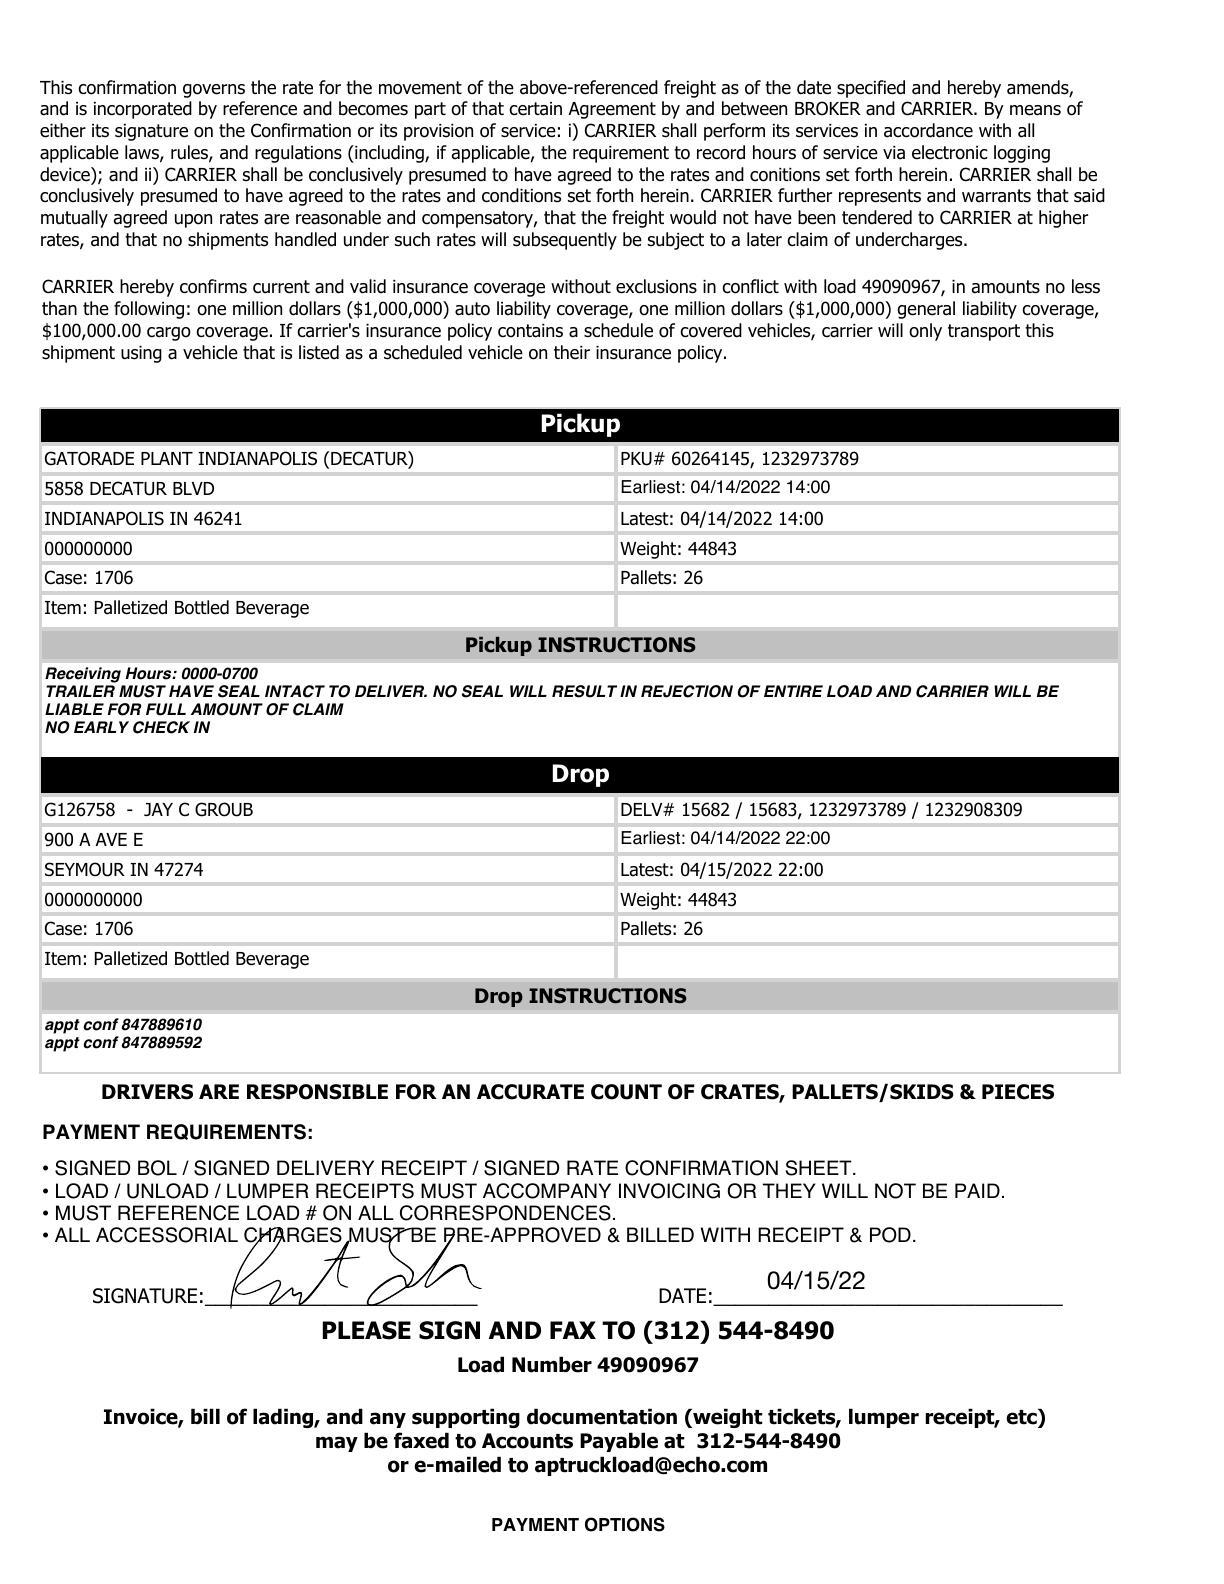 This confirmation governs the rate for the movement of the above-referenced freight as of the date specified and hereby amends,
and is incorporated by reference and becomes part of that certain Agreement by and between BROKER and CARRIER. By means of
either its signature on the Confirmation or its provision of service: i) CARRIER shall perform its services in accordance with all
applicable laws, rules, and regulations (including, if applicable, the requirement to record hours of service via electronic logging
device); and ii) CARRIER shall be conclusively presumed to have agreed to the rates and conitions set forth herein. CARRIER shall be
conclusively presumed to have agreed to the rates and conditions set forth herein. CARRIER further represents and warrants that said
mutually agreed upon rates are reasonable and compensatory, that the freight would not have been tendered to CARRIER at higher
rates, and that no shipments handled under such rates will subsequently be subject to a later claim of undercharges.
CARRIER hereby confirms current and valid insurance coverage without exclusions in conflict with load 49090967, in amounts no less
than the following: one million dollars ($1,000,000) auto liability coverage, one million dollars ($1,000,000) general liability coverage,
$100,000.00 cargo coverage. If carrier's insurance policy contains a schedule of covered vehicles, carrier will only transport this
shipment using a vehicle that is listed as a scheduled vehicle on their insurance policy.
Pickup
GATORADE PLANT INDIANAPOLIS (DECATUR) PKU# 60264145, 1232973789
5858 DECATUR BLVD Earliest: 04/14/2022 14:00
INDIANAPOLIS IN 46241 Latest: 04/14/2022 14:00
000000000 Weight: 44843
Case: 1706 Pallets: 26
Item: Palletized Bottled Beverage
Pickup INSTRUCTIONS
Receiving Hours: 0000-0700
TRAILER MUST HAVE SEAL INTACT TO DELIVER. NO SEAL WILL RESULT IN REJECTION OF ENTIRE LOAD AND CARRIER WILL BE
LIABLE FOR FULL AMOUNT OF CLAIM
NO EARLY CHECK IN
Drop
G126758 - JAY C GROUB DELV# 15682 / 15683, 1232973789 / 1232908309
900 A AVE E Earliest: 04/14/2022 22:00
SEYMOUR IN 47274 Latest: 04/15/2022 22:00
0000000000 Weight: 44843
Case: 1706 Pallets: 26
Item: Palletized Bottled Beverage
Drop INSTRUCTIONS
appt conf 847889610
appt conf 847889592
DRIVERS ARE RESPONSIBLE FOR AN ACCURATE COUNT OF CRATES, PALLETS/SKIDS & PIECES
PAYMENT REQUIREMENTS:
• SIGNED BOL / SIGNED DELIVERY RECEIPT / SIGNED RATE CONFIRMATION SHEET.
• LOAD / UNLOAD / LUMPER RECEIPTS MUST ACCOMPANY INVOICING OR THEY WILL NOT BE PAID.
• MUST REFERENCE LOAD # ON ALL CORRESPONDENCES.
• ALL ACCESSORIAL CHARGES MUST BE PRE-APPROVED & BILLED WITH RECEIPT & POD.
SIGNATURE: DATE: 04/15/22
PLEASE SIGN AND FAX TO (312) 544-8490
Load Number 49090967
Invoice, bill of lading, and any supporting documentation (weight tickets, lumper receipt, etc)
may be faxed to Accounts Payable at 312-544-8490
or e-mailed to aptruckload@echo.com
PAYMENT OPTIONS